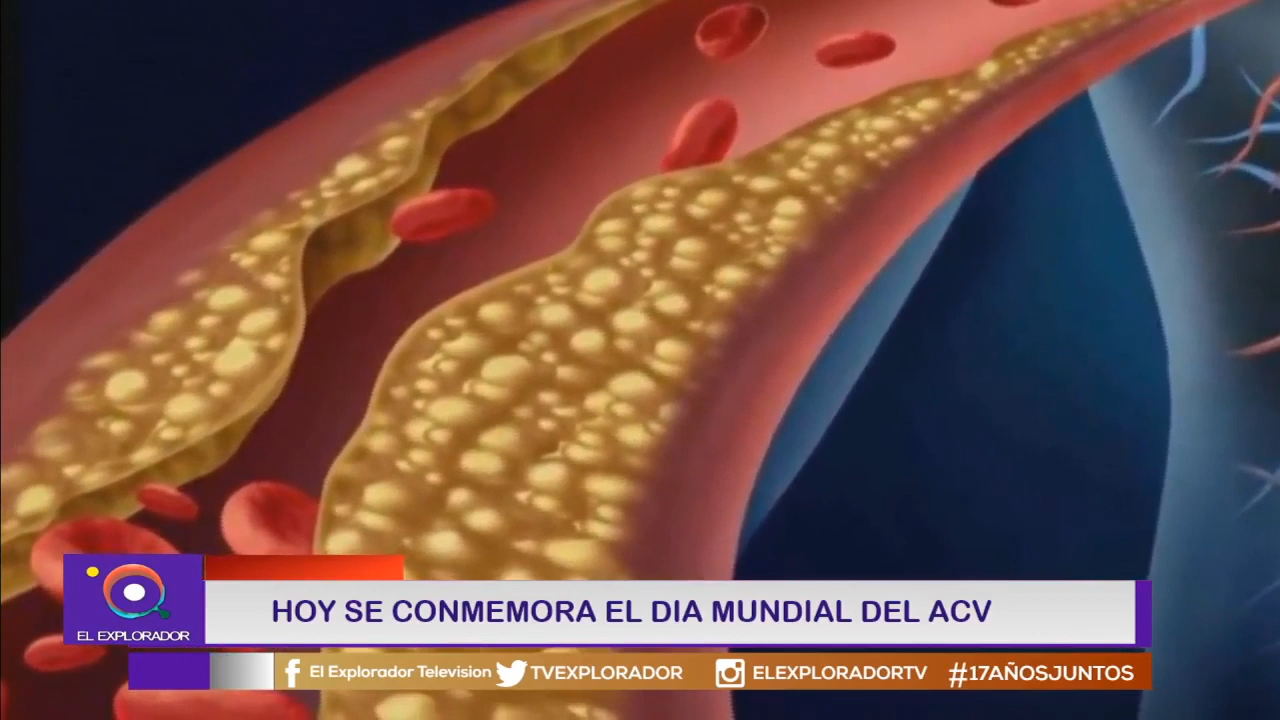 HOY SE CONMEMORA EL DIA MUNDIAL DEL ACV
EL EXPLORADOR
El Explorador Television TVEXPLORADOR ELEXPLORADORTV #17AÑOSJUNTOS